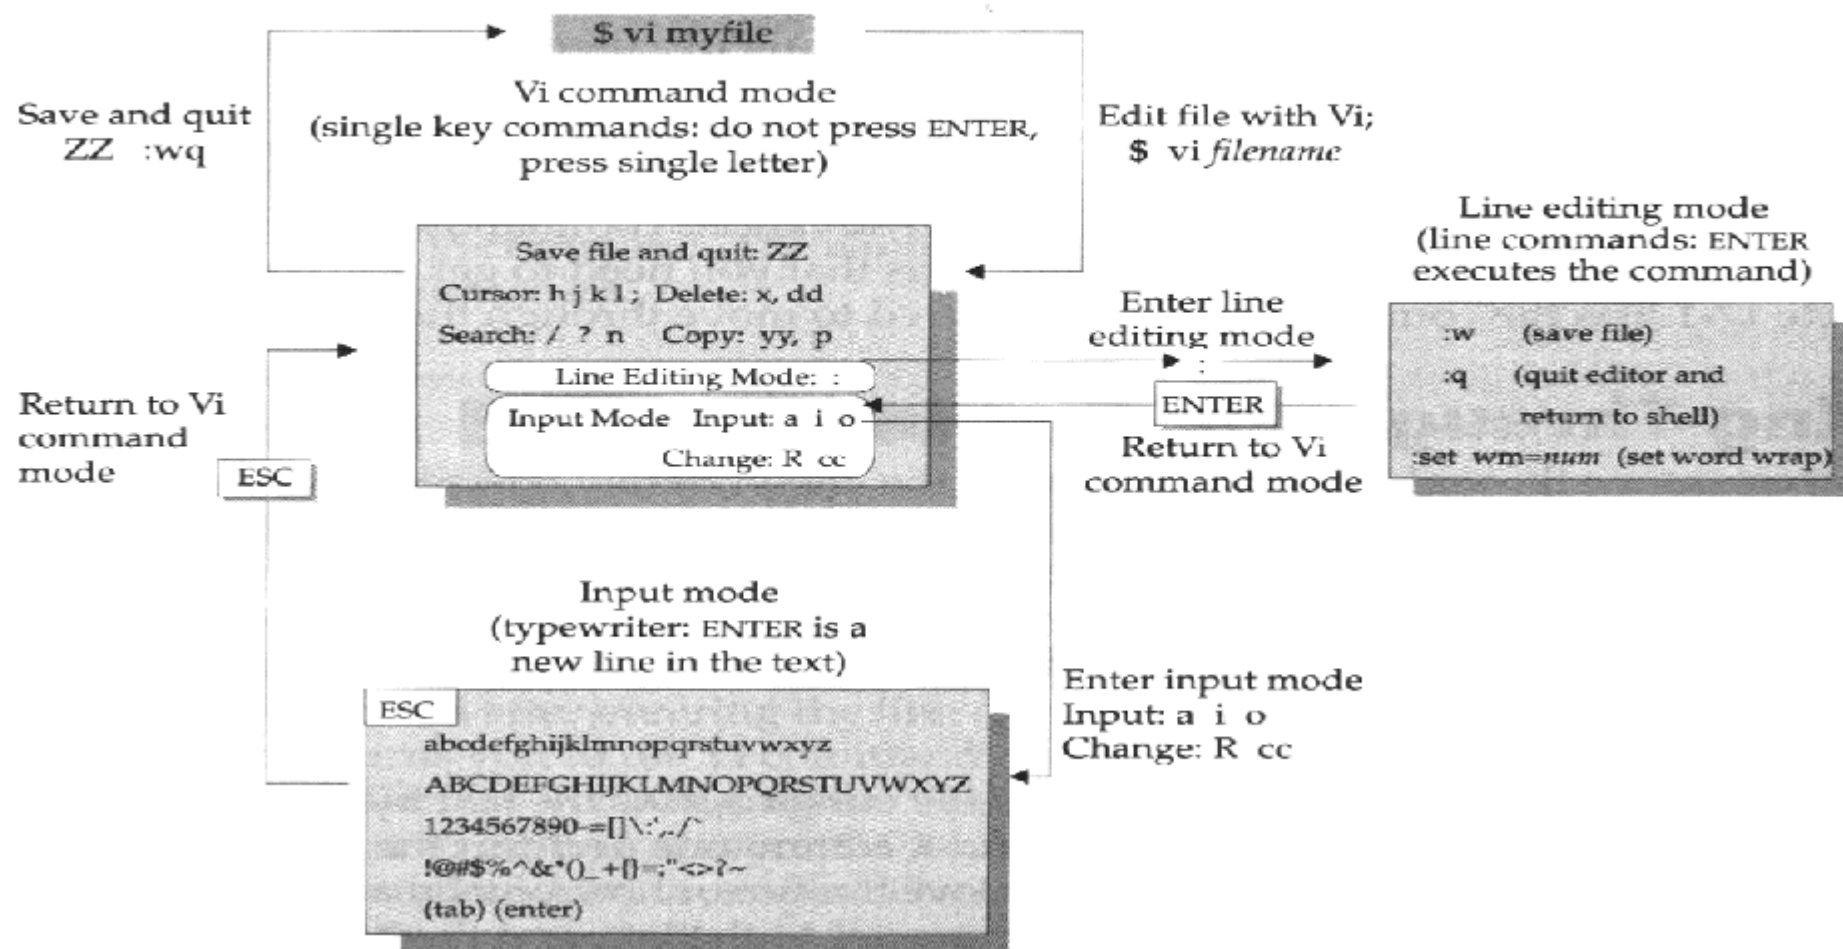 $ vi myfile
Vi command mode
(single key commands: do not press ENTER,
press single letter)
Save and quit
ZZ :wq
Edit file with Vi;
$ vi filename
Save file and quit: ZZ
Cursor: h j k l ; Delete: x, dd
Search: / ? n Copy: yy, p
Line Editing Mode: :
Input Mode Input: a i o
Change: R cc
Enter line
editing mode
:
ENTER
Return to Vi
command mode
Line editing mode
(line commands: ENTER
executes the command)
:w (save file)
:q (quit editor and
return to shell)
:set wm=num (set word wrap)
Return to Vi
command
mode
ESC
Input mode
(typewriter: ENTER is a
new line in the text)
ESC
abcdefghijklmnopqrstuvwxyz
ABCDEFGHIJKLMNOPQRSTUVWXYZ
1234567890-=[]\:',./`
!@#$%^&*()_+{}=;"<>?~
(tab) (enter)
Enter input mode
Input: a i o
Change: R cc